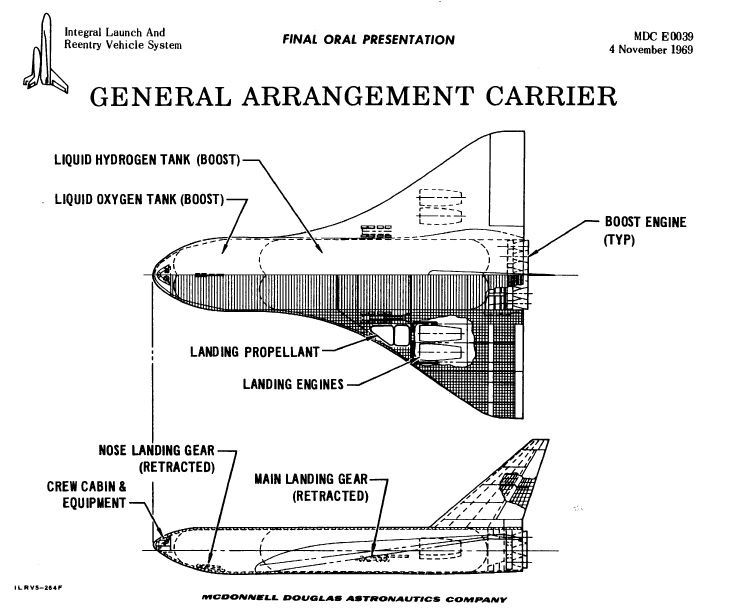 Integral Launch And
Reentry Vehicle System
FINAL ORAL PRESENTATION
MDC E0039
4 November 1969
GENERAL ARRANGEMENT CARRIER
LIQUID HYDROGEN TANK (BOOST)
LIQUID OXYGEN TANK (BOOST)
BOOST ENGINE
(TYP)
LANDING PROPELLANT
LANDING ENGINES
NOSE LANDING GEAR
(RETRACTED)
MAIN LANDING GEAR
(RETRACTED)
CREW CABIN &
EQUIPMENT
ILRV5-264F
MCDONNELL DOUGLAS ASTRONAUTICS COMPANY